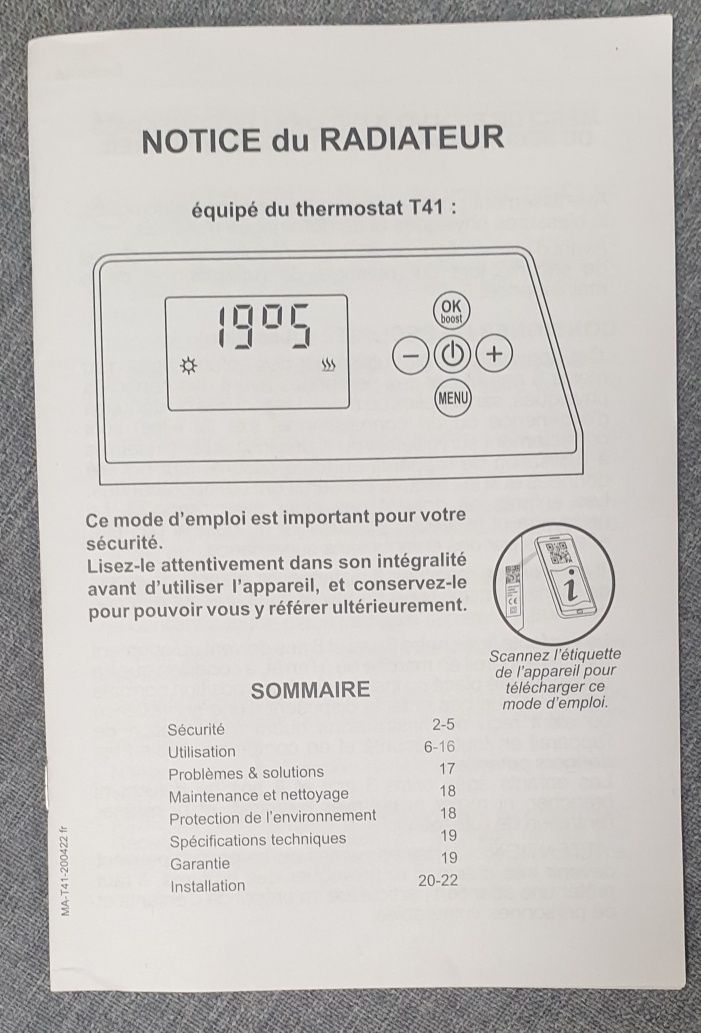 NOTICE du RADIATEUR
équipé du thermostat T41 :
19°5
OK
boost
− +
MENU
Ce mode d'emploi est important pour votre
sécurité.
Lisez-le attentivement dans son intégralité
avant d'utiliser l'appareil, et conservez-le
pour pouvoir vous y référer ultérieurement.
i
CE
Scannez l'étiquette
de l'appareil pour
télécharger ce
mode d'emploi.
SOMMAIRE
Sécurité 2-5
Utilisation 6-16
Problèmes & solutions 17
Maintenance et nettoyage 18
Protection de l'environnement 18
Spécifications techniques 19
Garantie 19
Installation 20-22
MA-T41-200422 fr